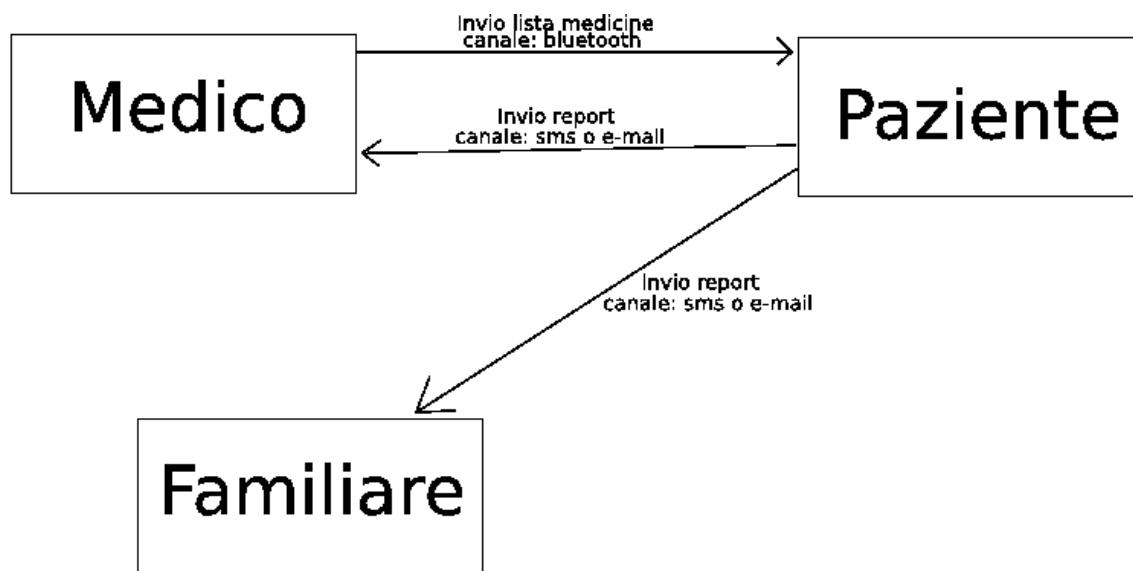 Invio lista medicine
canale: bluetooth
Medico
Paziente
Invio report
canale: sms o e-mail
Invio report
canale: sms o e-mail
Familiare